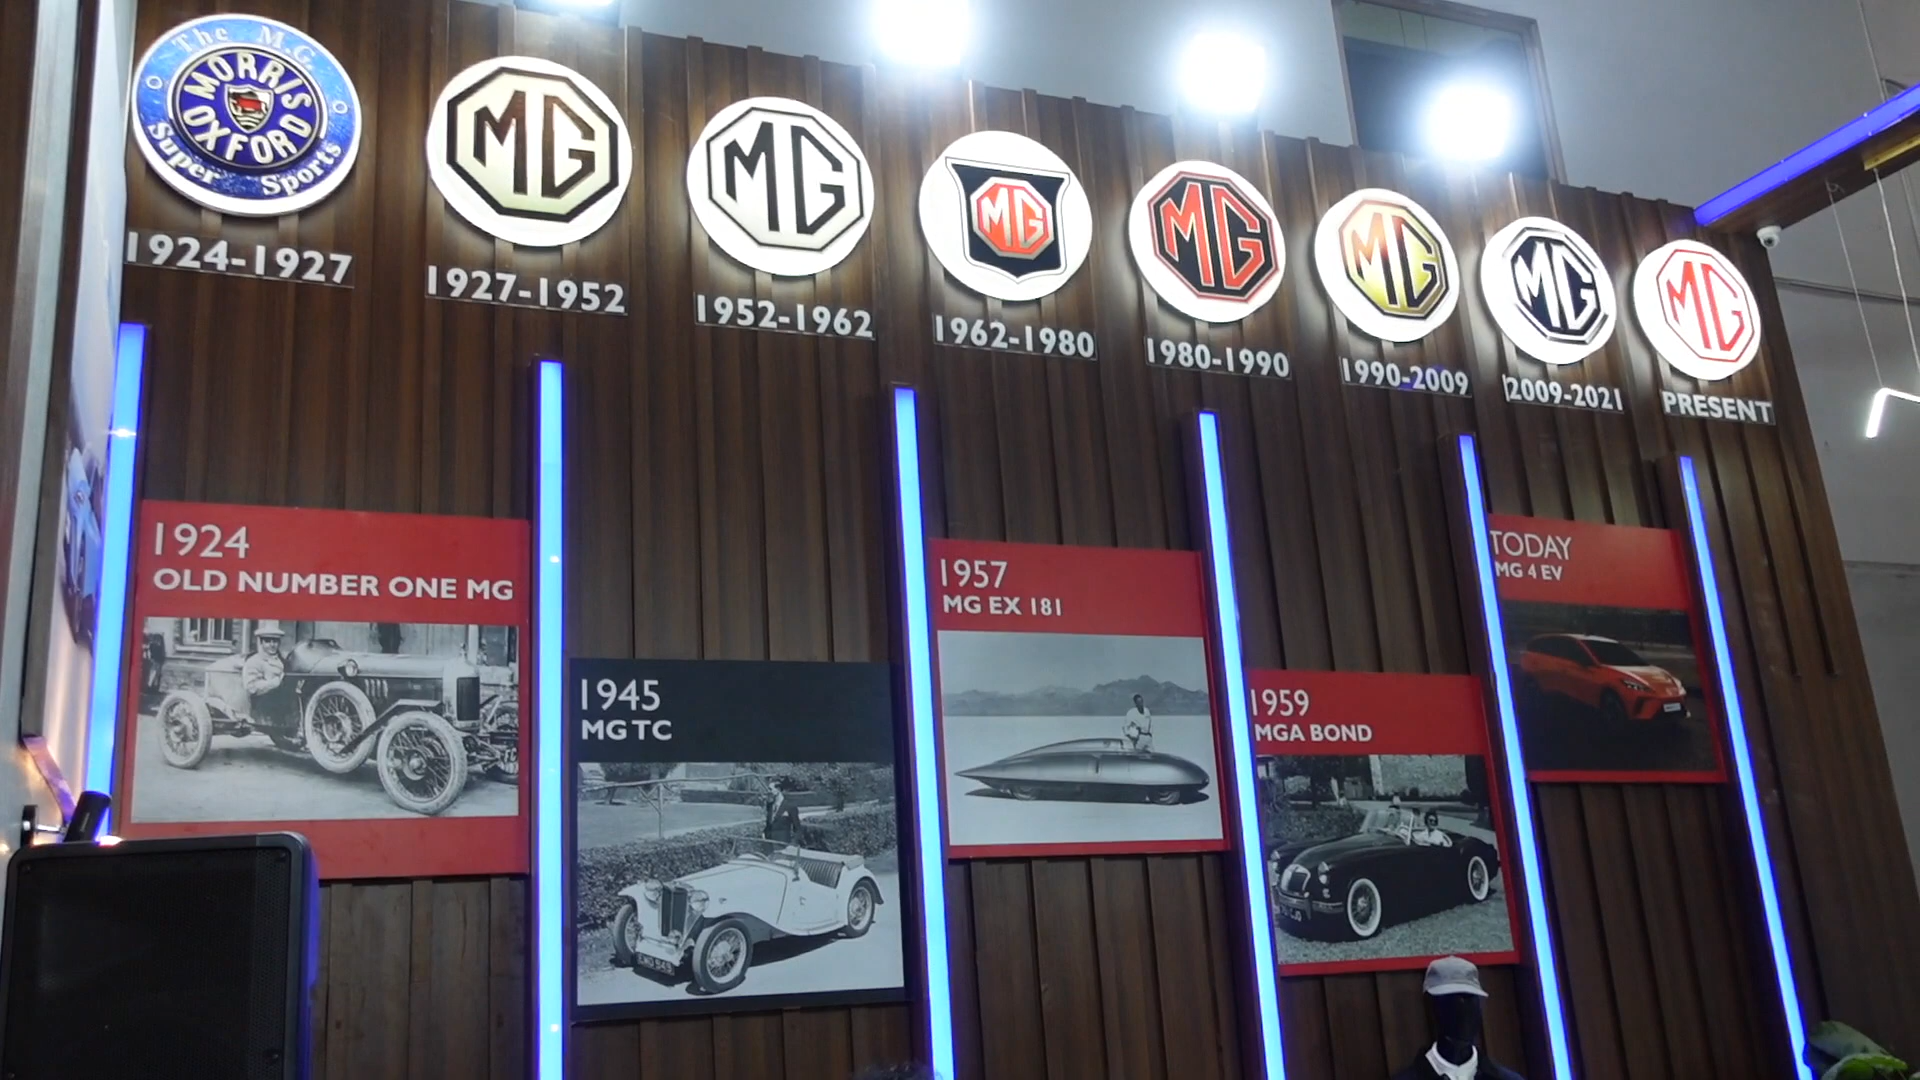 The M.G.
MORRIS
OXFORD
Super Sports
MG
MG
MG
MG
MG
MG
MG
1924-1927
1927-1952
1952-1962
1962-1980
1980-1990
1990-2009
2009-2021
PRESENT
1924
OLD NUMBER ONE MG
1945
MG TC
1957
MG EX 181
1959
MGA BOND
TODAY
MG 4 EV